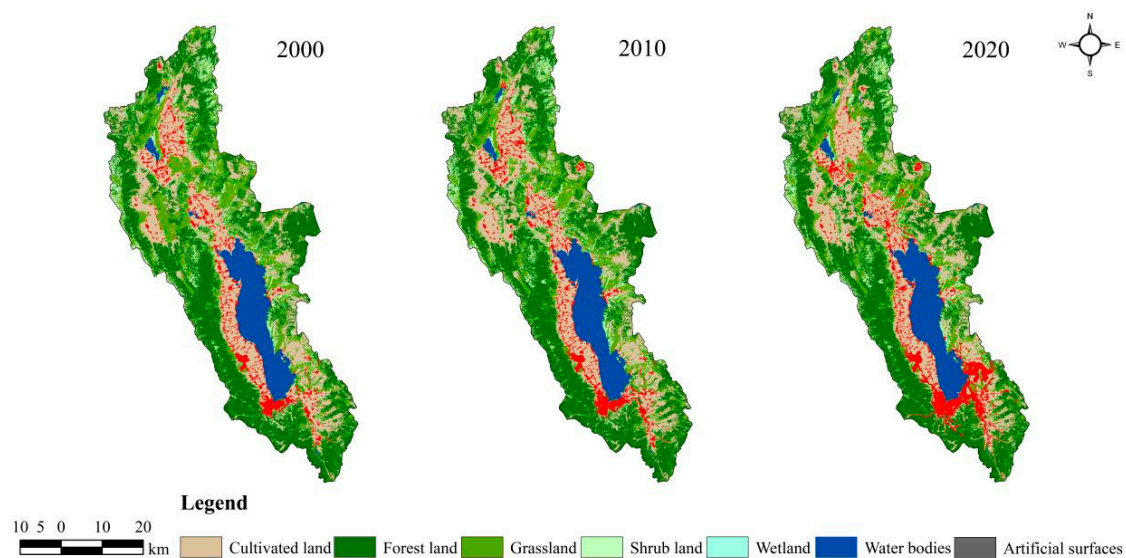 2000
2010
2020
N
W E
S
Legend
10 5 0 10 20
km
Cultivated land
Forest land
Grassland
Shrub land
Wetland
Water bodies
Artificial surfaces